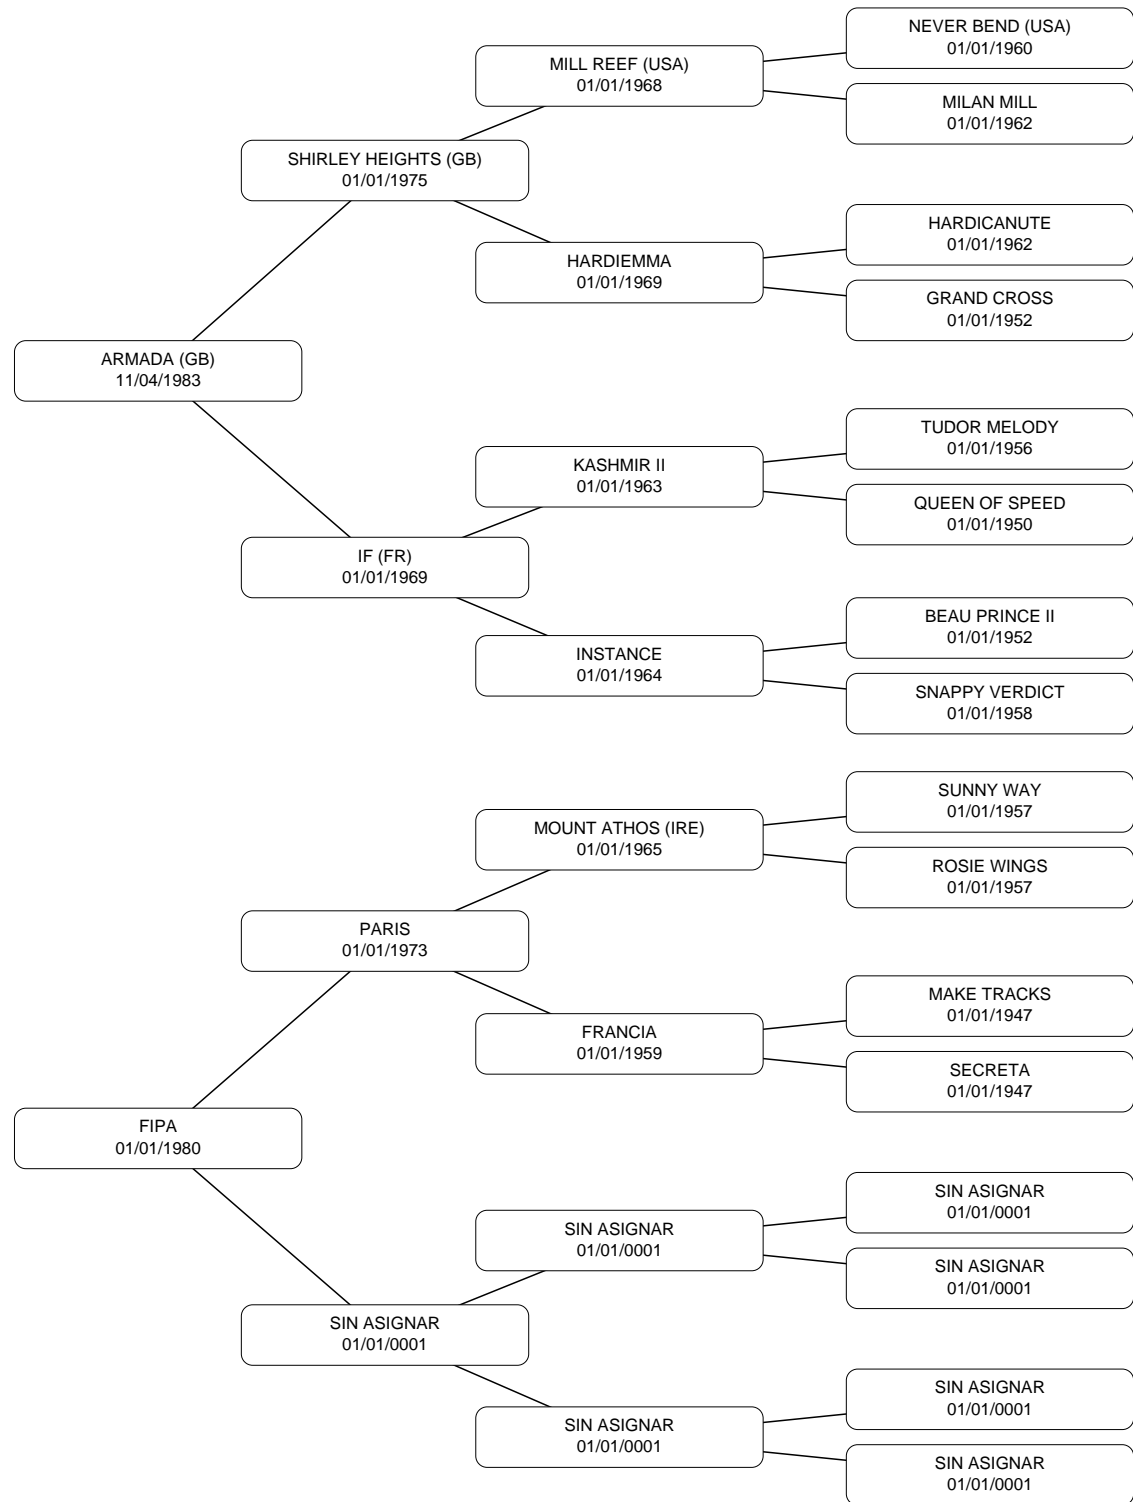 NEVER BEND (USA)
01/01/1960
MILL REEF (USA)
01/01/1968
MILAN MILL
01/01/1962
SHIRLEY HEIGHTS (GB)
01/01/1975
HARDICANUTE
01/01/1962
HARDIEMMA
01/01/1969
GRAND CROSS
01/01/1952
ARMADA (GB)
11/04/1983
TUDOR MELODY
01/01/1956
KASHMIR II
01/01/1963
QUEEN OF SPEED
01/01/1950
IF (FR)
01/01/1969
BEAU PRINCE II
01/01/1952
INSTANCE
01/01/1964
SNAPPY VERDICT
01/01/1958
SUNNY WAY
01/01/1957
MOUNT ATHOS (IRE)
01/01/1965
ROSIE WINGS
01/01/1957
PARIS
01/01/1973
MAKE TRACKS
01/01/1947
FRANCIA
01/01/1959
SECRETA
01/01/1947
FIPA
01/01/1980
SIN ASIGNAR
01/01/0001
SIN ASIGNAR
01/01/0001
SIN ASIGNAR
01/01/0001
SIN ASIGNAR
01/01/0001
SIN ASIGNAR
01/01/0001
SIN ASIGNAR
01/01/0001
SIN ASIGNAR
01/01/0001